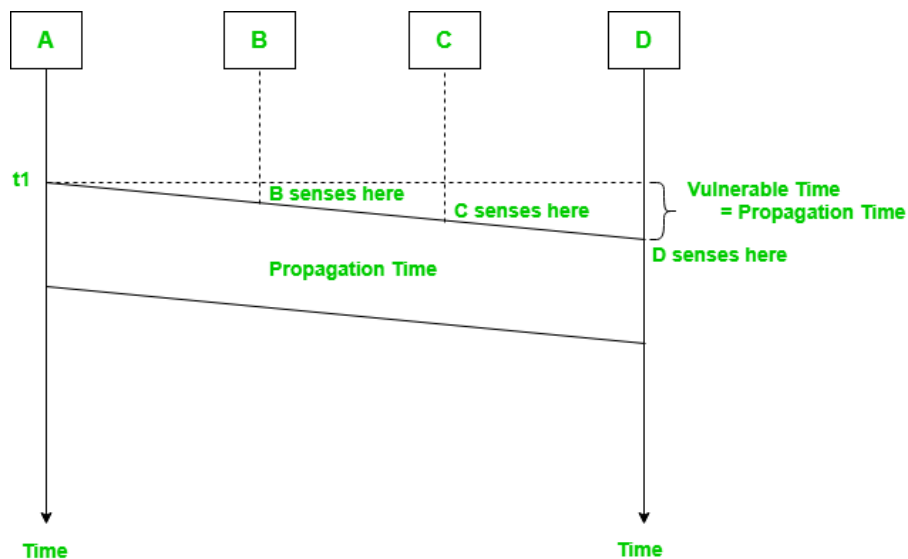 A
B
C
D
t1
B senses here
Vulnerable Time
= Propagation Time
C senses here
D senses here
Propagation Time
Time
Time